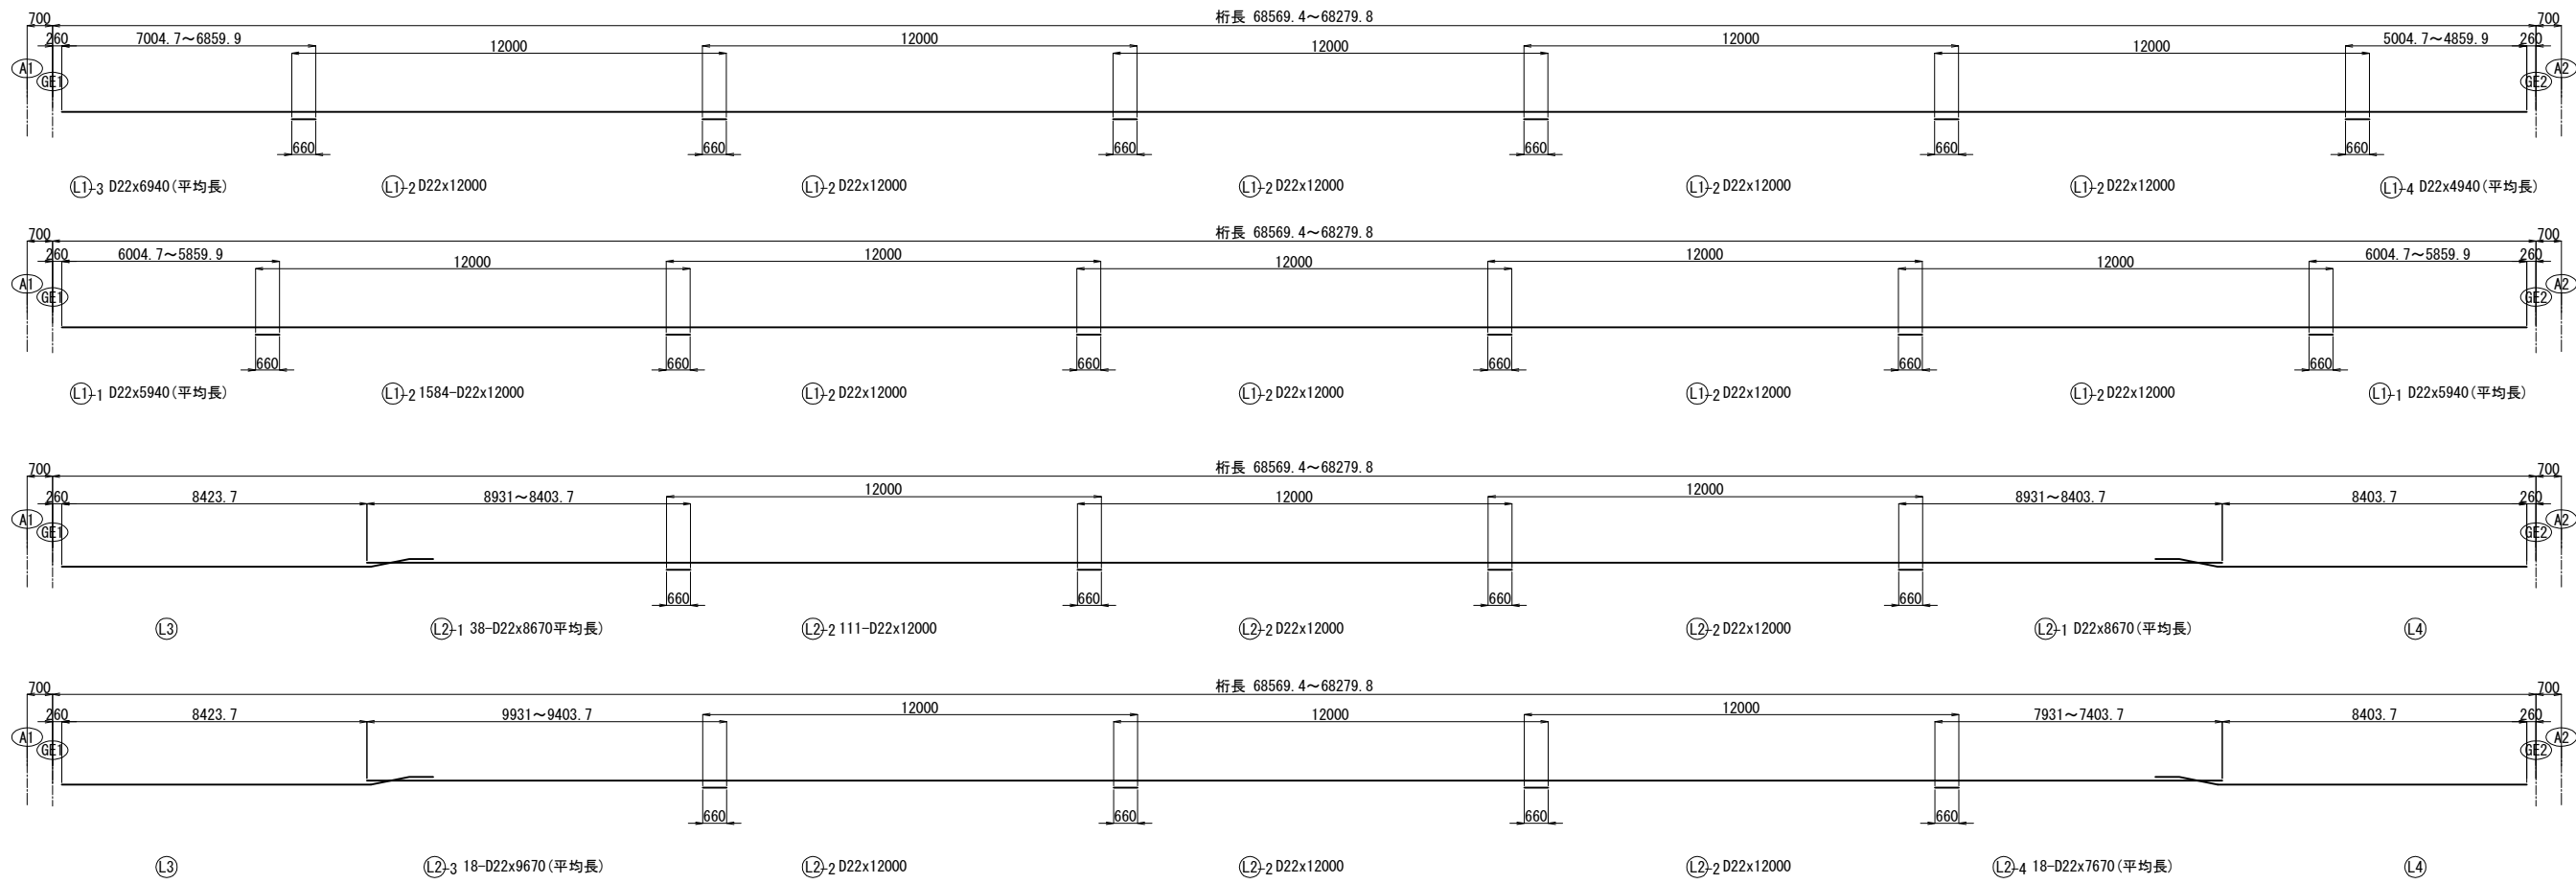 700 桁長 68569.4～68279.8 700
260 7004.7～6859.9 12000 12000 12000 12000 12000 5004.7～4859.9 260
A1 GE1 GE2 A2
660 660 660 660 660 660
L1-3 D22x6940(平均長) L1-2 D22x12000 L1-2 D22x12000 L1-2 D22x12000 L1-2 D22x12000 L1-2 D22x12000 L1-4 D22x4940(平均長)
700 桁長 68569.4～68279.8 700
260 6004.7～5859.9 12000 12000 12000 12000 12000 6004.7～5859.9 260
A1 GE1 GE2 A2
660 660 660 660 660 660
L1-1 D22x5940(平均長) L1-2 1584-D22x12000 L1-2 D22x12000 L1-2 D22x12000 L1-2 D22x12000 L1-2 D22x12000 L1-1 D22x5940(平均長)
700 桁長 68569.4～68279.8 700
260 8423.7 8931～8403.7 12000 12000 12000 8931～8403.7 8403.7 260
A1 GE1 GE2 A2
660 660 660 660
L3 L2-1 38-D22x8670平均長) L2-2 111-D22x12000 L2-2 D22x12000 L2-2 D22x12000 L2-1 D22x8670(平均長) L4
700 桁長 68569.4～68279.8 700
260 8423.7 9931～9403.7 12000 12000 12000 7931～7403.7 8403.7 260
A1 GE1 GE2 A2
660 660 660 660
L3 L2-3 18-D22x9670(平均長) L2-2 D22x12000 L2-2 D22x12000 L2-2 D22x12000 L2-4 18-D22x7670(平均長) L4